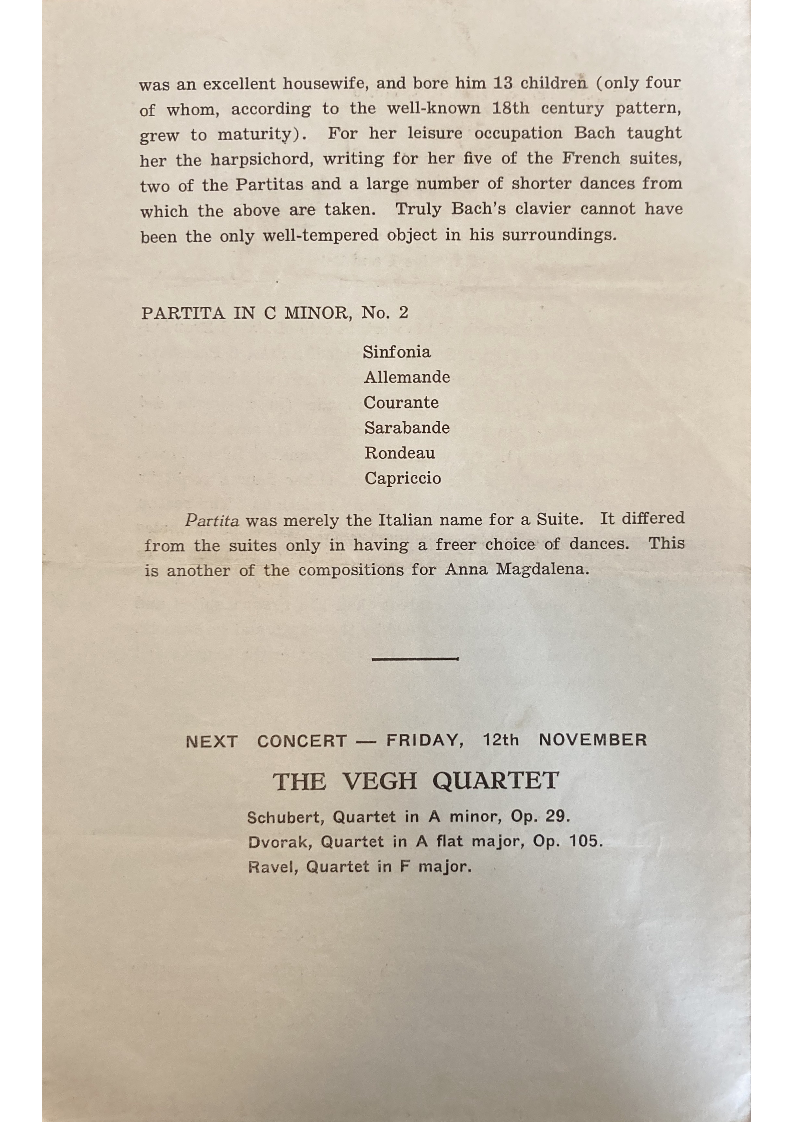 was an excellent housewife, and bore him 13 children (only four
of whom, according to the well-known 18th century pattern,
grew to maturity). For her leisure occupation Bach taught
her the harpsichord, writing for her five of the French suites,
two of the Partitas and a large number of shorter dances from
which the above are taken. Truly Bach's clavier cannot have
been the only well-tempered object in his surroundings.
PARTITA IN C MINOR, No. 2
Sinfonia
Allemande
Courante
Sarabande
Rondeau
Capriccio
Partita was merely the Italian name for a Suite. It differed
from the suites only in having a freer choice of dances. This
is another of the compositions for Anna Magdalena.
NEXT CONCERT — FRIDAY, 12th NOVEMBER
THE VEGH QUARTET
Schubert, Quartet in A minor, Op. 29.
Dvorak, Quartet in A flat major, Op. 105.
Ravel, Quartet in F major.